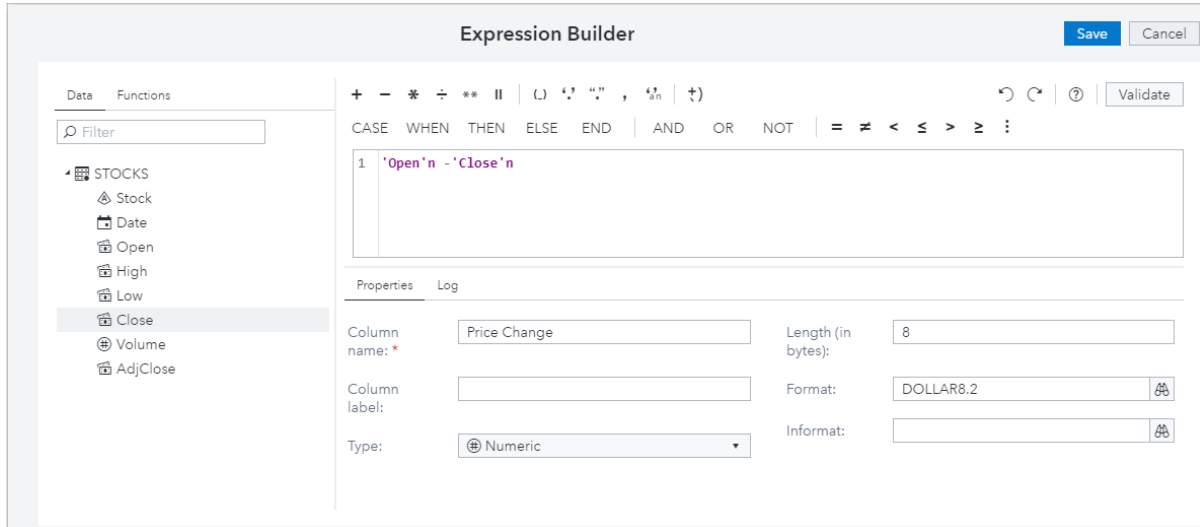 Expression Builder
Save Cancel
Data Functions
+ − * ÷ ** || (,) ‘,’ “,” , ‘,’an +)
Validate
Filter
CASE WHEN THEN ELSE END AND OR NOT = ≠ < ≤ > ≥
1 'Open'n -'Close'n
STOCKS
Stock
Date
Open
High
Low
Close
Volume
AdjClose
Properties Log
Column name: * Price Change
Length (in bytes): 8
Column label:
Format: DOLLAR8.2
Type: Numeric
Informat: